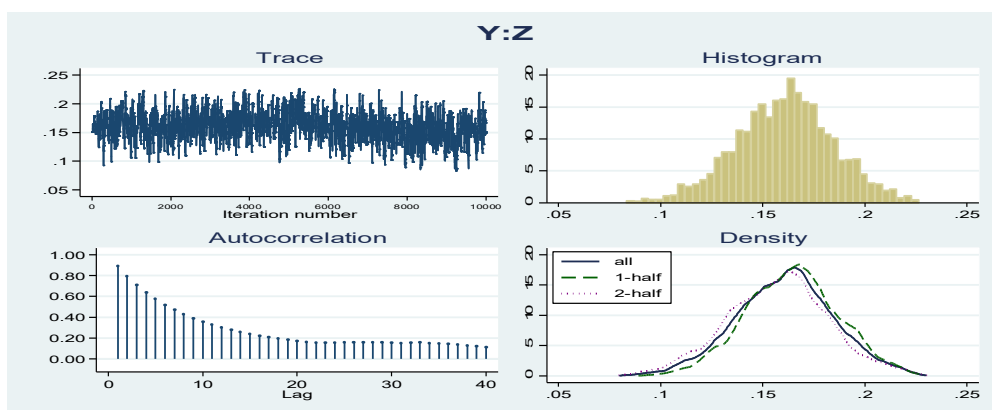 Y:Z
Trace
.25
.2
.15
.1
.05
0 2000 4000 6000 8000 10000
Iteration number
Histogram
20
15
10
5
0
.05 .1 .15 .2 .25
Autocorrelation
1.00
0.80
0.60
0.40
0.20
0.00
0 10 20 30 40
Lag
Density
all
1-half
2-half
20
15
10
5
0
.05 .1 .15 .2 .25